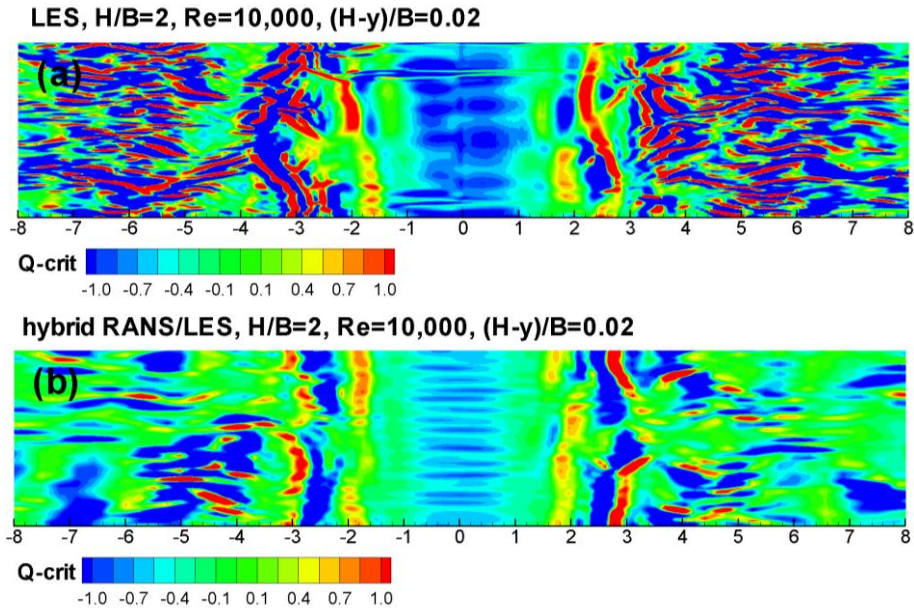 LES, H/B=2, Re=10,000, (H-y)/B=0.02
(a)
-8 -7 -6 -5 -4 -3 -2 -1 0 1 2 3 4 5 6 7 8
Q-crit
-1.0 -0.7 -0.4 -0.1 0.1 0.4 0.7 1.0
hybrid RANS/LES, H/B=2, Re=10,000, (H-y)/B=0.02
(b)
-8 -7 -6 -5 -4 -3 -2 -1 0 1 2 3 4 5 6 7 8
Q-crit
-1.0 -0.7 -0.4 -0.1 0.1 0.4 0.7 1.0